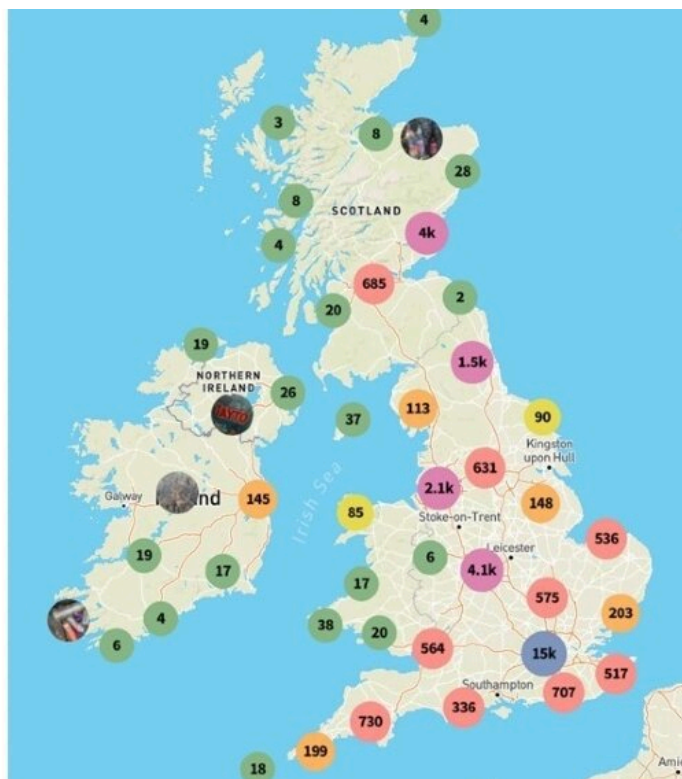 4
3
8
28
8
SCOTLAND
4k
4
685
20
2
19
1.5k
NORTHERN
IRELAND
26
113
37
90
Kingston
upon Hull
631
2.1k
Galway
145
Irish Sea
148
85
Stoke-on-Trent
536
19
6
Leicester
17
4.1k
17
575
4
203
38
20
6
564
15k
517
Southampton
707
336
730
199
18